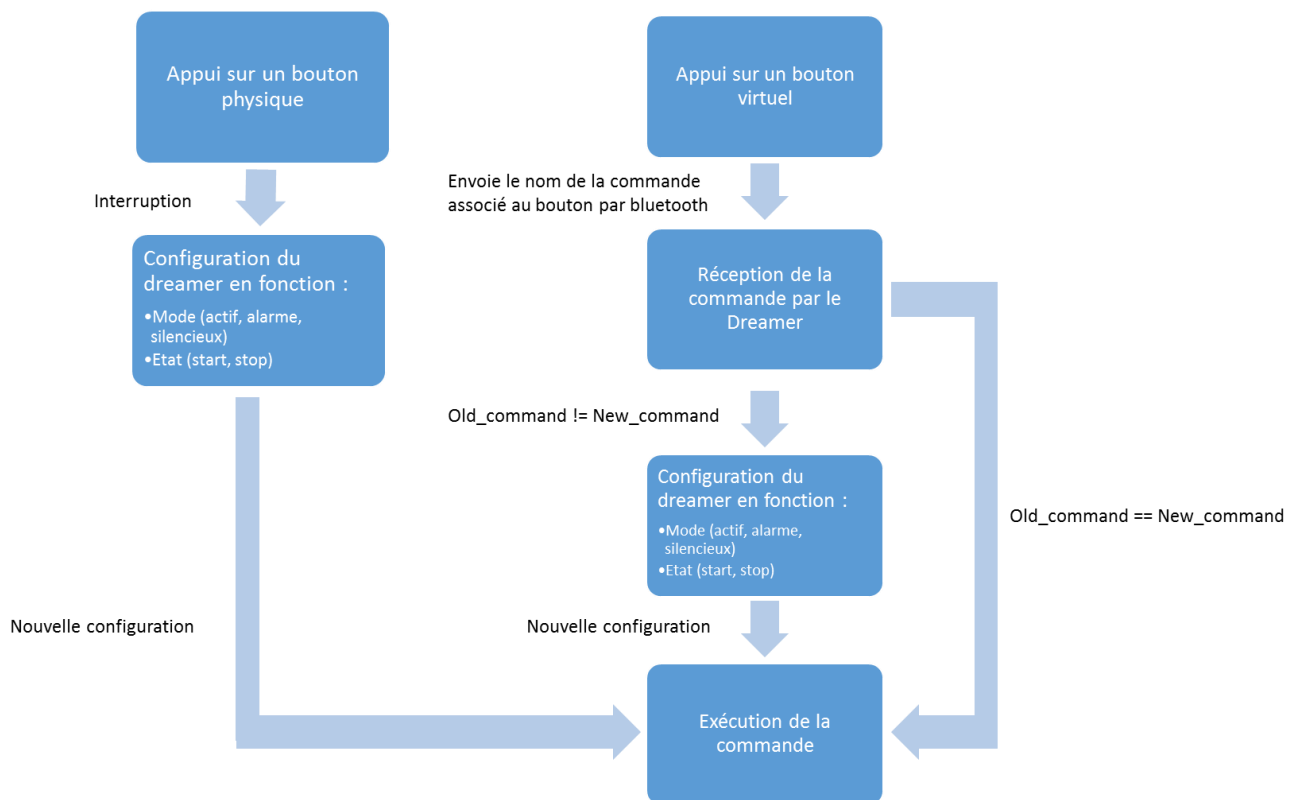 Appui sur un bouton
physique
Appui sur un bouton
virtuel
Interruption
Envoie le nom de la commande
associé au bouton par bluetooth
Configuration du
dreamer en fonction :
•Mode (actif, alarme,
silencieux)
•Etat (start, stop)
Réception de la
commande par le
Dreamer
Old_command != New_command
Configuration du
dreamer en fonction :
•Mode (actif, alarme,
silencieux)
•Etat (start, stop)
Old_command == New_command
Nouvelle configuration
Nouvelle configuration
Exécution de la
commande